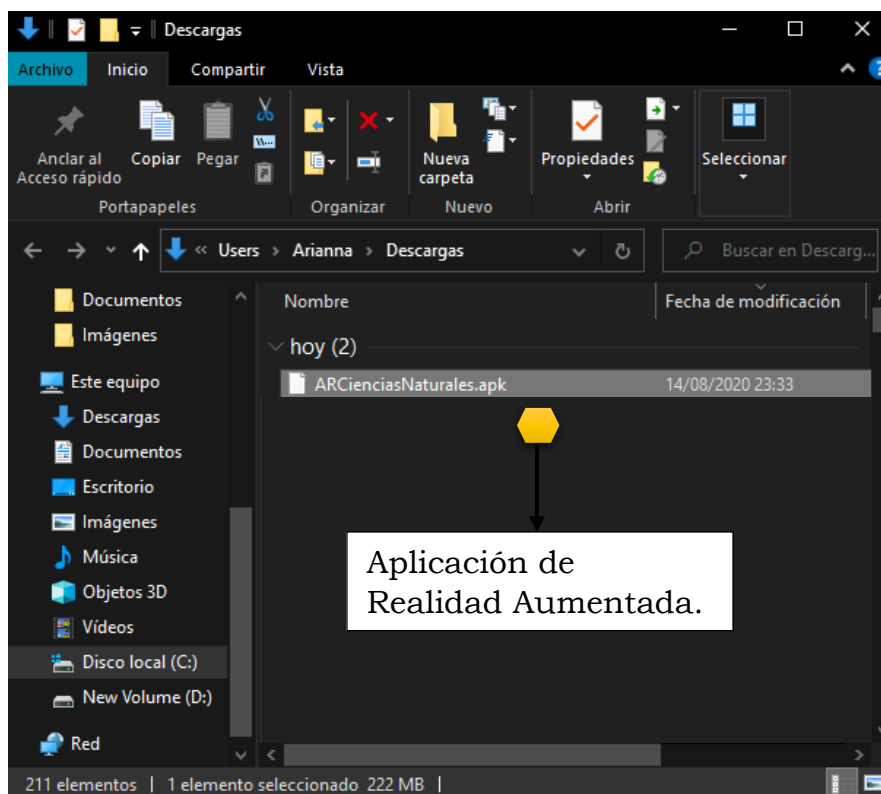 Descargas
Archivo Inicio Compartir Vista
Anclar al
Acceso rápido
Copiar
Pegar
Nueva
carpeta
Propiedades
Seleccionar
Portapapeles Organizar Nuevo Abrir
« Users > Arianna > Descargas
Buscar en Descarg...
Documentos
Imágenes
Este equipo
Descargas
Documentos
Escritorio
Imágenes
Música
Objetos 3D
Vídeos
Disco local (C:)
New Volume (D:)
Red
Nombre Fecha de modificación
hoy (2)
ARCienciasNaturales.apk 14/08/2020 23:33
Aplicación de
Realidad Aumentada.
211 elementos | 1 elemento seleccionado 222 MB |